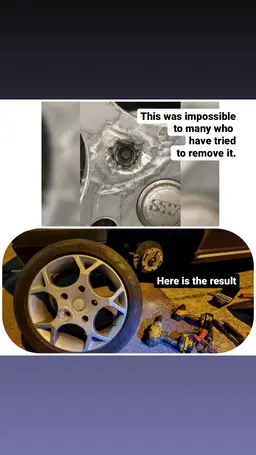 This was impossible
to many who
have tried
to remove it.
Here is the result